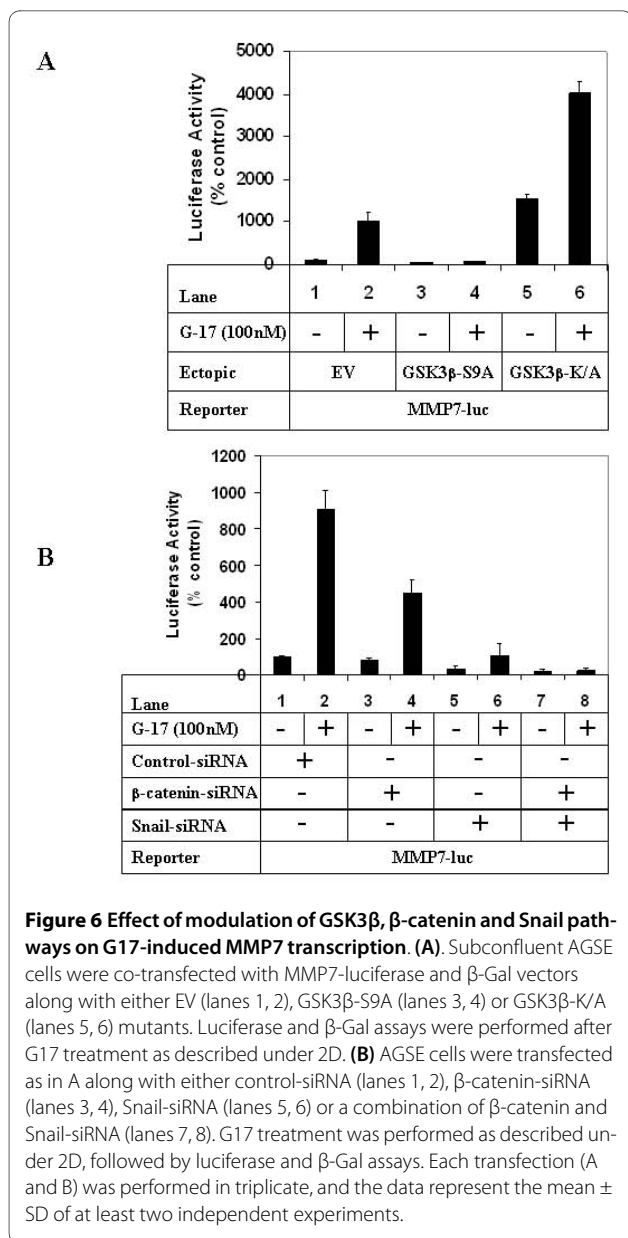 A
Luciferase Activity
(% control)
5000
4000
3000
2000
1000
0
Lane 1 2 3 4 5 6
G-17 (100nM) - + - + - +
Ectopic EV GSK3β-S9A GSK3β-K/A
Reporter MMP7-luc
B
Luciferase Activity
(% control)
1200
1000
800
600
400
200
0
Lane 1 2 3 4 5 6 7 8
G-17 (100nM) - + - + - + - +
Control-siRNA + - - -
β-catenin-siRNA - + - +
Snail-siRNA - - + +
Reporter MMP7-luc
Figure 6 Effect of modulation of GSK3β, β-catenin and Snail path-
ways on G17-induced MMP7 transcription. (A). Subconfluent AGSE
cells were co-transfected with MMP7-luciferase and β-Gal vectors
along with either EV (lanes 1, 2), GSK3β-S9A (lanes 3, 4) or GSK3β-K/A
(lanes 5, 6) mutants. Luciferase and β-Gal assays were performed after
G17 treatment as described under 2D. (B) AGSE cells were transfected
as in A along with either control-siRNA (lanes 1, 2), β-catenin-siRNA
(lanes 3, 4), Snail-siRNA (lanes 5, 6) or a combination of β-catenin and
Snail-siRNA (lanes 7, 8). G17 treatment was performed as described un-
der 2D, followed by luciferase and β-Gal assays. Each transfection (A
and B) was performed in triplicate, and the data represent the mean ±
SD of at least two independent experiments.